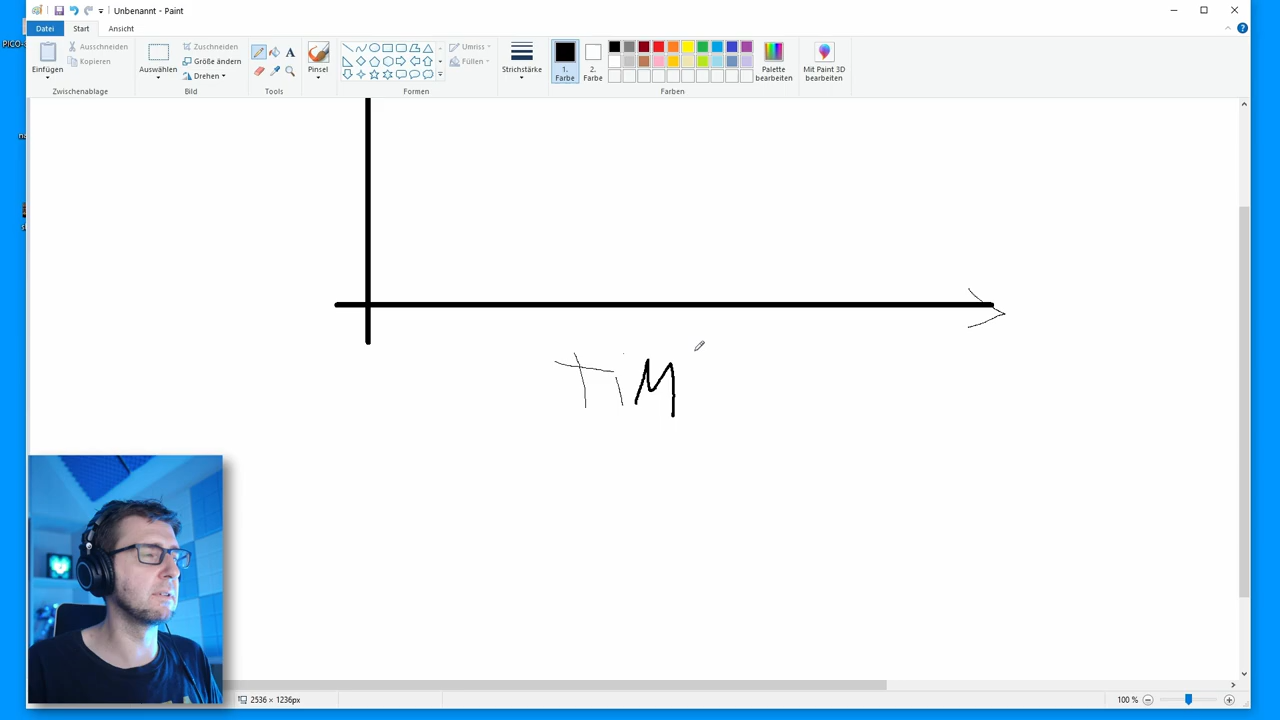 Unbenannt - Paint
Datei
Start
Ansicht
Einfügen
Ausschneiden
Kopieren
Zwischenablage
Auswählen
Zuschneiden
Größe ändern
Drehen
Bild
Tools
Pinsel
Formen
Umriss
Füllen
Strichstärke
1.
Farbe
2.
Farbe
Palette
bearbeiten
Mit Paint 3D
bearbeiten
Farben
TiM
2536 × 1236px
100 %